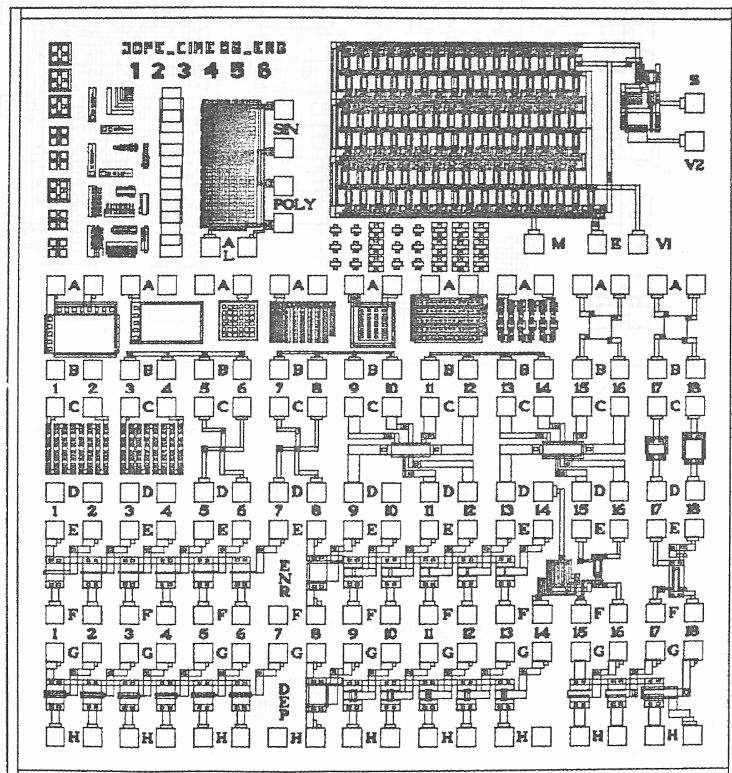 1 2 3 4 5 6
S
SIN
V2
POLY
AL
M E V1
A A A A A A A A A
B B B B B B B B B
1 2 3 4 5 6 7 8 9 10 11 12 13 14 15 16 17 18
C C C C C C C C C
D D D D D D D D D
1 2 3 4 5 6 7 8 9 10 11 12 13 14 15 16 17 18
E E E E E E E E E
ENR
F F F F F F F F F
1 2 3 4 5 6 7 8 9 10 11 12 13 14 15 16 17 18
G G G G G G G G G
DEP
H H H H H H H H H